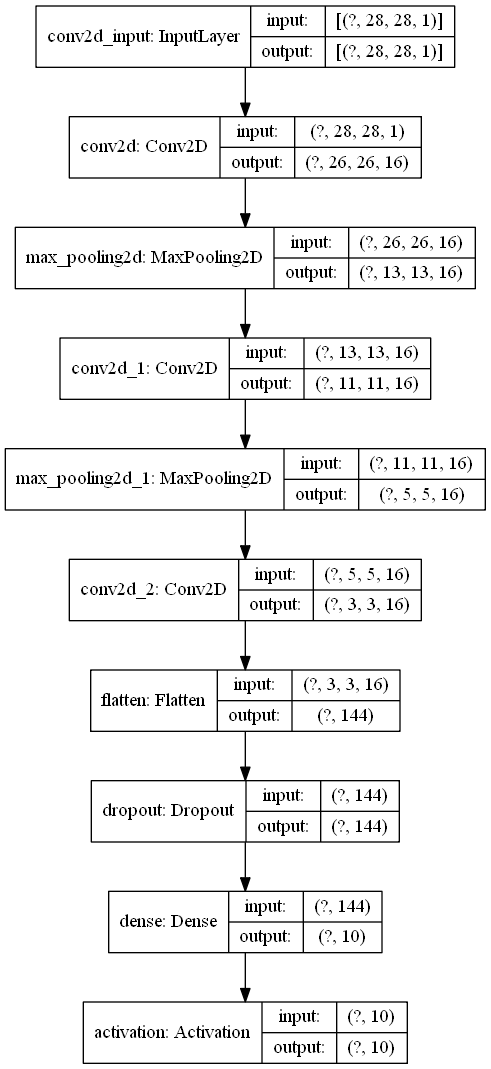 conv2d_input: InputLayer
input: [(?, 28, 28, 1)]
output: [(?, 28, 28, 1)]
conv2d: Conv2D
input: (?, 28, 28, 1)
output: (?, 26, 26, 16)
max_pooling2d: MaxPooling2D
input: (?, 26, 26, 16)
output: (?, 13, 13, 16)
conv2d_1: Conv2D
input: (?, 13, 13, 16)
output: (?, 11, 11, 16)
max_pooling2d_1: MaxPooling2D
input: (?, 11, 11, 16)
output: (?, 5, 5, 16)
conv2d_2: Conv2D
input: (?, 5, 5, 16)
output: (?, 3, 3, 16)
flatten: Flatten
input: (?, 3, 3, 16)
output: (?, 144)
dropout: Dropout
input: (?, 144)
output: (?, 144)
dense: Dense
input: (?, 144)
output: (?, 10)
activation: Activation
input: (?, 10)
output: (?, 10)